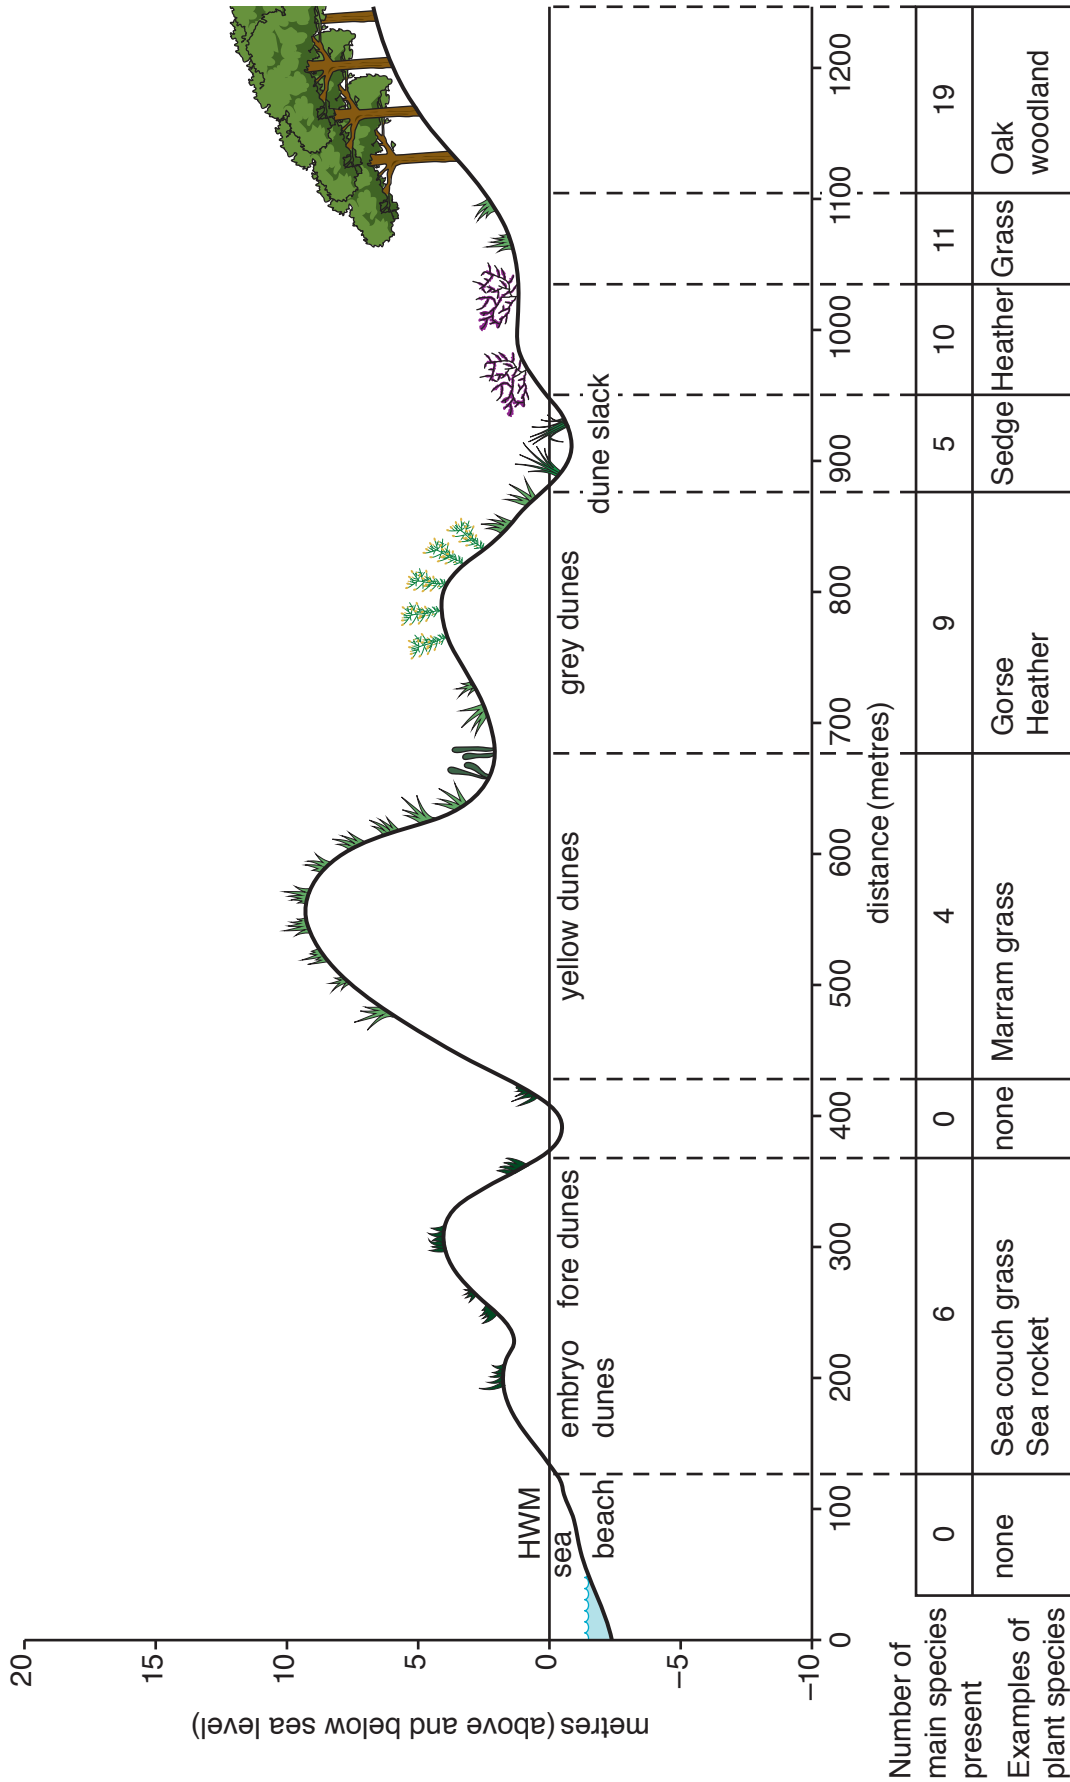 20
15
10
5
0
–5
–10
metres (above and below sea level)
HWM
sea
beach
embryo
dunes
fore dunes
yellow dunes
grey dunes
dune slack
0
100
200
300
400
500
600
700
800
900
1000
1100
1200
distance (metres)
Number of
main species
present
0
6
0
4
9
5
10
11
19
Examples of
plant species
none
Sea couch grass
Sea rocket
none
Marram grass
Gorse
Heather
Sedge
Heather
Grass
Oak
woodland